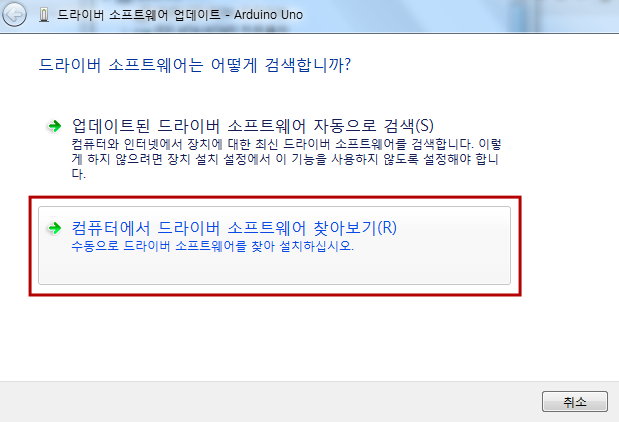 드라이버 소프트웨어 업데이트 - Arduino Uno
드라이버 소프트웨어는 어떻게 검색합니까?
업데이트된 드라이버 소프트웨어 자동으로 검색(S)
컴퓨터와 인터넷에서 장치에 대한 최신 드라이버 소프트웨어를 검색합니다. 이렇
게 하지 않으려면 장치 설치 설정에서 이 기능을 사용하지 않도록 설정해야 합니
다.
컴퓨터에서 드라이버 소프트웨어 찾아보기(R)
수동으로 드라이버 소프트웨어를 찾아 설치하십시오.
취소